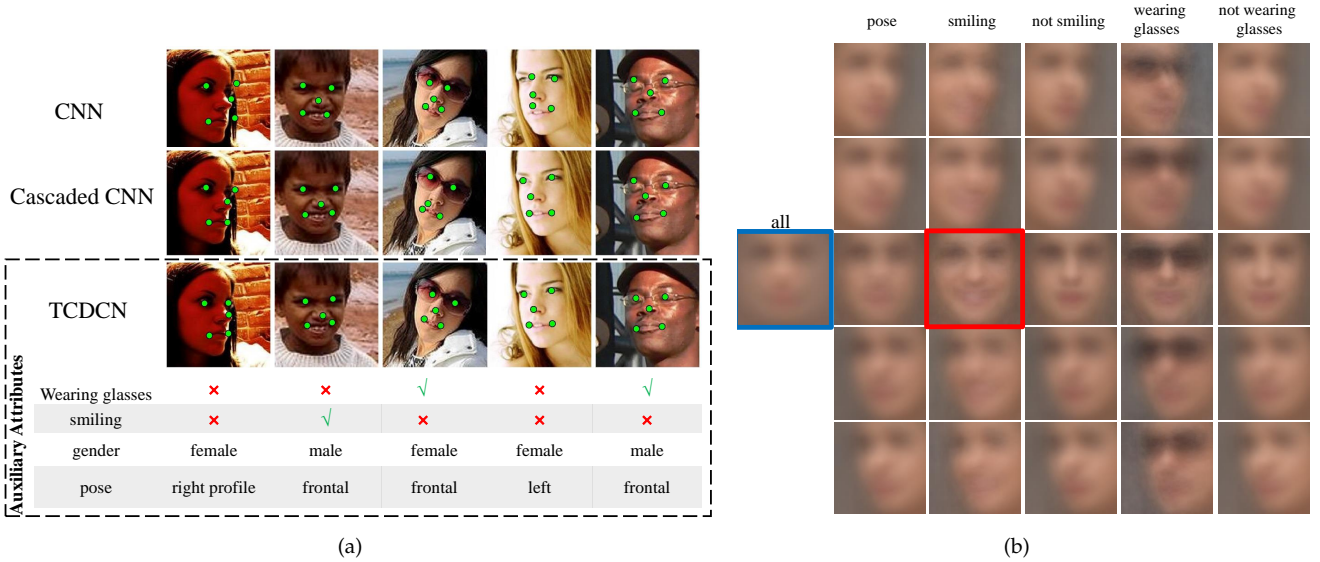 CNN
Cascaded CNN
TCDCN
Auxiliary Attributes
Wearing glasses × × √ × √
smiling × √ × × ×
gender female male female female male
pose right profile frontal frontal left frontal
(a)
pose smiling not smiling wearing glasses not wearing glasses
all
(b)